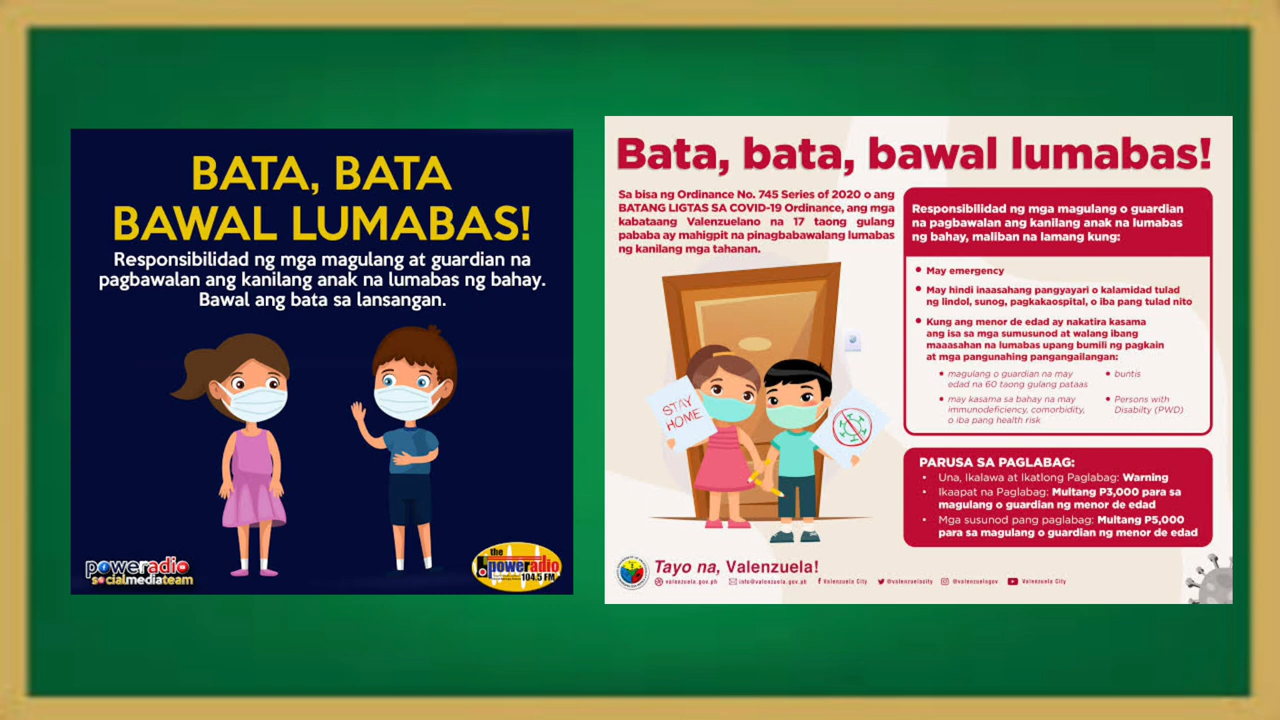 BATA, BATA
BAWAL LUMABAS!
Responsibilidad ng mga magulang at guardian na
pagbawalan ang kanilang anak na lumabas ng bahay.
Bawal ang bata sa lansangan.
poweradio
socialmediateam
the
poweradio
104.5 FM
Bata, bata, bawal lumabas!
Sa bisa ng Ordinance No. 745 Series of 2020 o ang
BATANG LIGTAS SA COVID-19 Ordinance, ang mga
kabataang Valenzuelano na 17 taong gulang
pababa ay mahigpit na pinagbabawalang lumabas
ng kanilang mga tahanan.
STAY
HOME
Responsibilidad ng mga magulang o guardian
na pagbawalan ang kanilang anak na lumabas
ng bahay, maliban na lamang kung:
• May emergency
• May hindi inaasahang pangyayari o kalamidad tulad
ng lindol, sunog, pagkakaospital, o iba pang tulad nito
• Kung ang menor de edad ay nakatira kasama
ang isa sa mga sumusunod at walang ibang
maaasahan na lumabas upang bumili ng pagkain
at mga pangunahing pangangailangan:
• magulang o guardian na may
edad na 60 taong gulang pataas
• may kasama sa bahay na may
immunodeficiency, comorbidity,
o iba pang health risk
• buntis
• Persons with
Disabilty (PWD)
PARUSA SA PAGLABAG:
• Una, Ikalawa at Ikatlong Paglabag: Warning
• Ikaapat na Paglabag: Multang P3,000 para sa
magulang o guardian ng menor de edad
• Mga susunod pang paglabag: Multang P5,000
para sa magulang o guardian ng menor de edad
Tayo na, Valenzuela!
valenzuela.gov.ph info@valenzuela.gov.ph Valenzuela City @valenzuelacity @valenzuelagov Valenzuela City